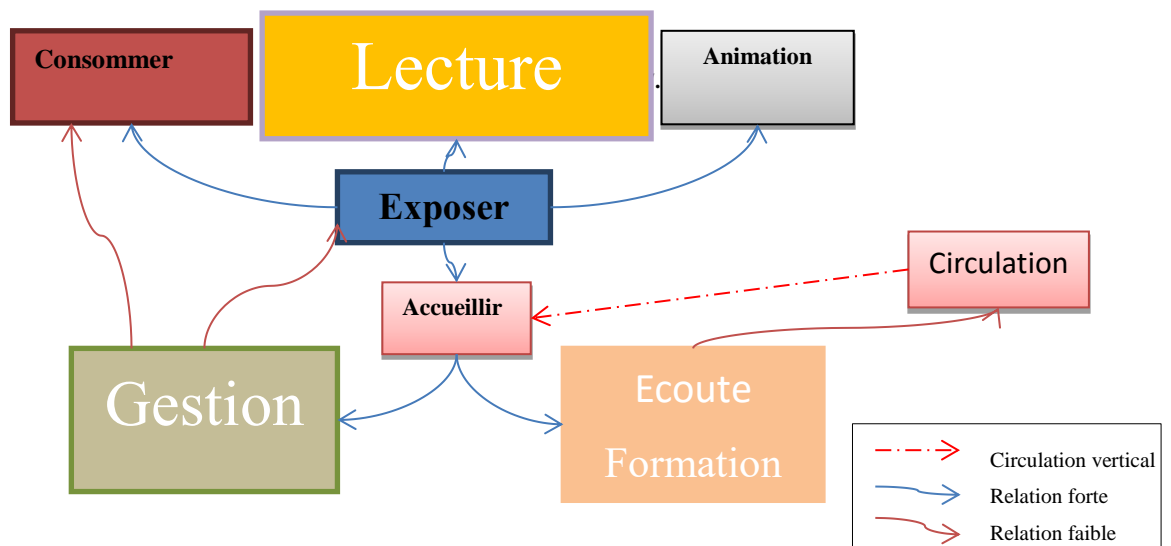 Consommer
Lecture
Animation
.
Exposer
Circulation
Accueillir
Gestion
Ecoute
Formation
Circulation vertical
Relation forte
Relation faible